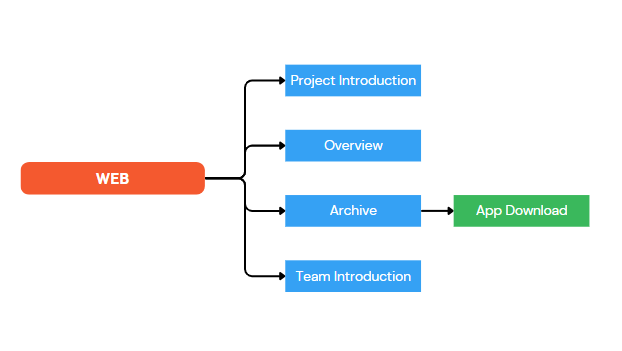 Project Introduction
Overview
WEB
Archive
App Download
Team Introduction